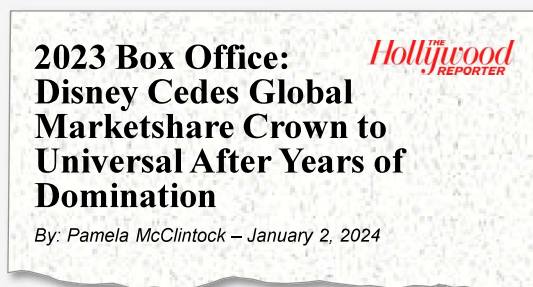 2023 Box Office:
THE
Hollywood
REPORTER
Disney Cedes Global
Marketshare Crown to
Universal After Years of
Domination
By: Pamela McClintock – January 2, 2024